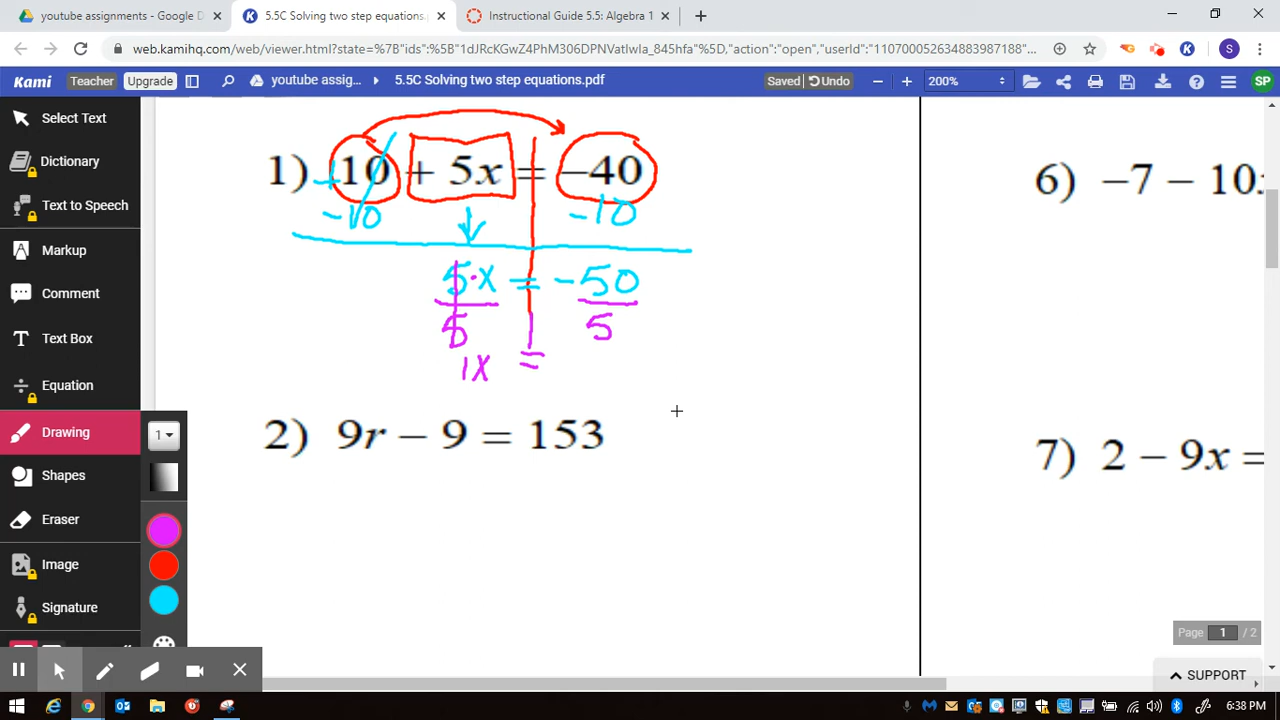 youtube assignments - Google D
5.5C Solving two step equations.
Instructional Guide 5.5: Algebra 1
web.kamihq.com/web/viewer.html?state=%7B"ids":%5B"1dJRcKGwZ4PhM306DPNVatIwIa_845hfa"%5D,"action":"open","userId":"110700052634883987188"...
S
Kami
Teacher
Upgrade
youtube assig...
5.5C Solving two step equations.pdf
Saved
Undo
200%
SP
Select Text
Dictionary
Text to Speech
Markup
Comment
Text Box
Equation
Drawing
1
Shapes
Eraser
Image
Signature
1) +10 + 5x = −40
-10 -10
5·x = -50
5 5
1x =
2) 9r − 9 = 153
6) −7 − 10
7) 2 − 9x =
Page 1 / 2
SUPPORT
6:38 PM